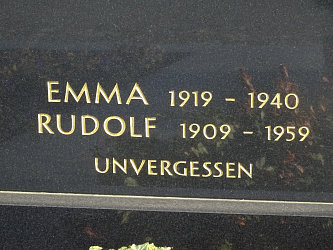 EMMA 1919 - 1940
RUDOLF 1909 - 1959
UNVERGESSEN